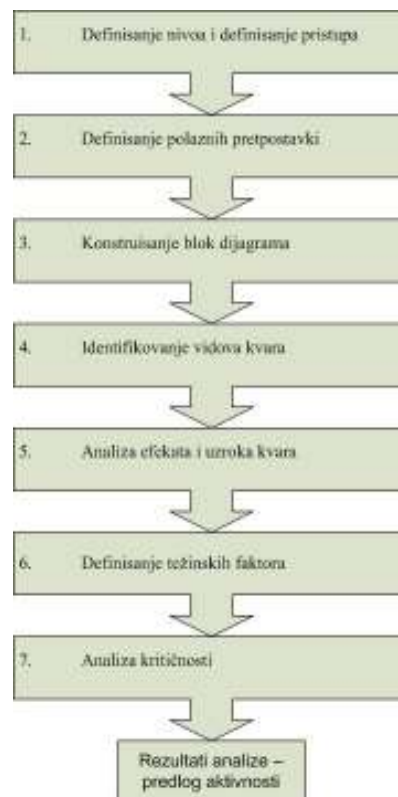 1. Definisanje nivoa i definisanje pristupa
2. Definisanje polaznih pretpostavki
3. Konstruisanje blok dijagrama
4. Identifikovanje vidova kvara
5. Analiza efekata i uzroka kvara
6. Definisanje težinskih faktora
7. Analiza kritičnosti
Rezultati analize –
predlog aktivnosti